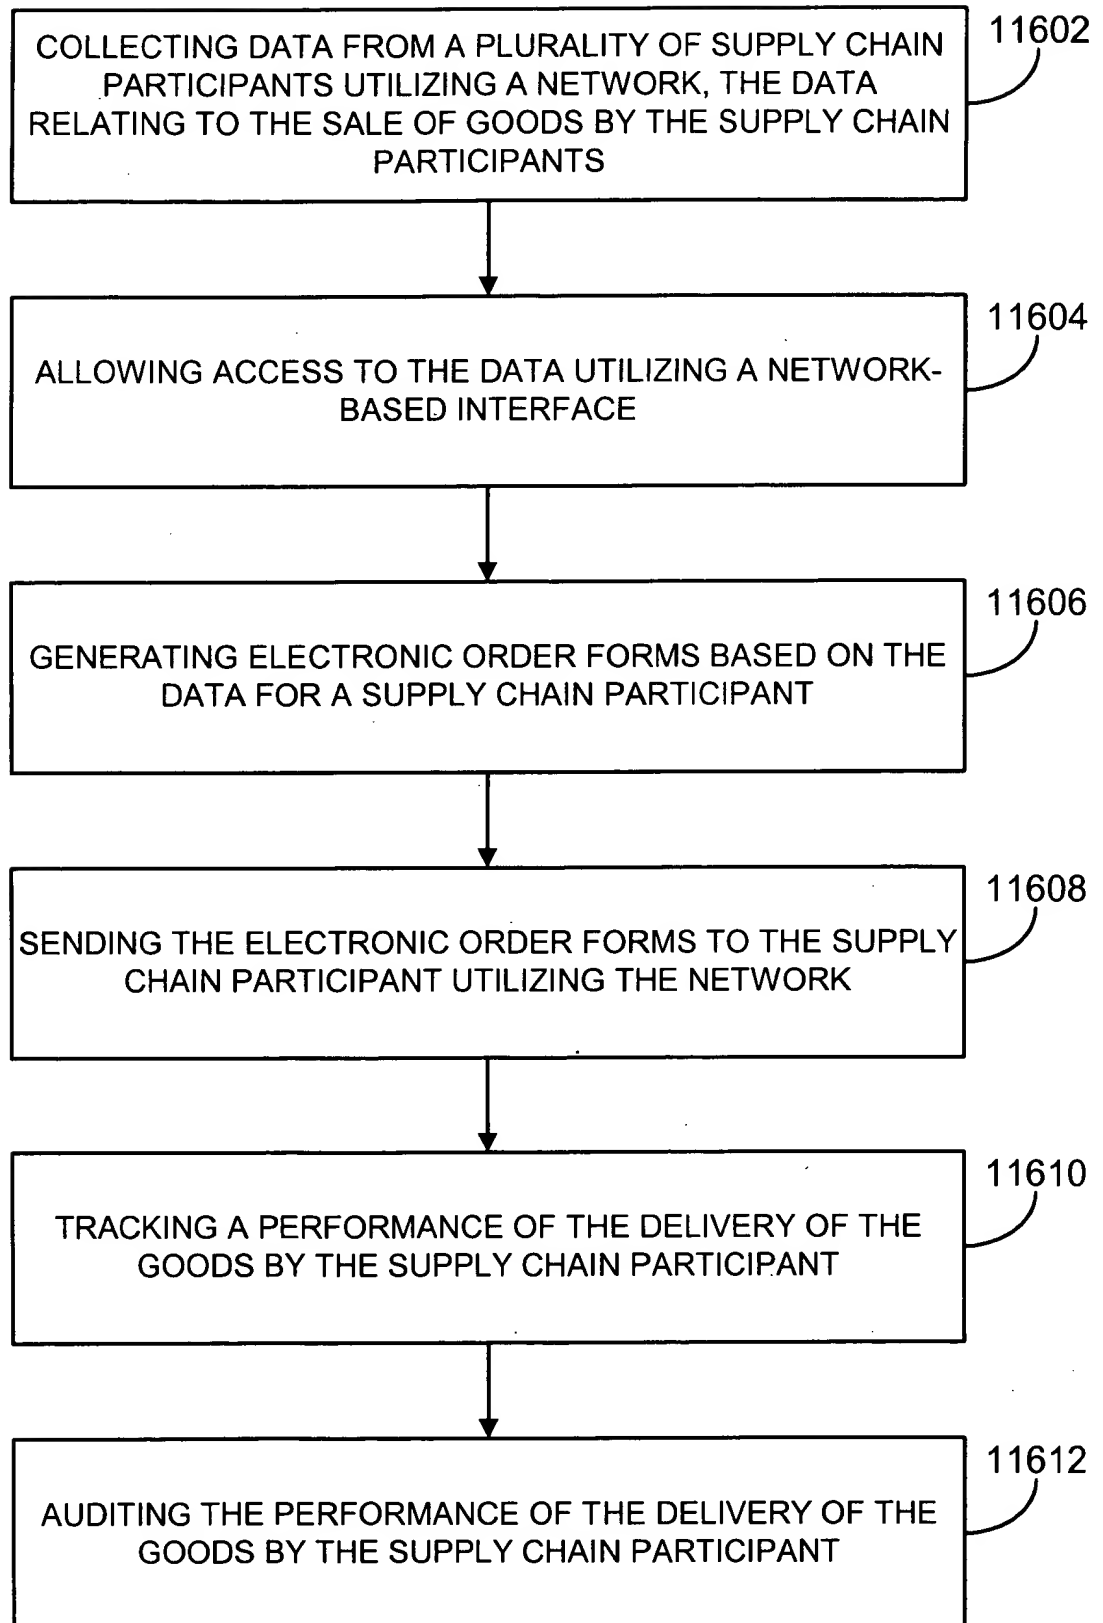 11602
COLLECTING DATA FROM A PLURALITY OF SUPPLY CHAIN
PARTICIPANTS UTILIZING A NETWORK, THE DATA
RELATING TO THE SALE OF GOODS BY THE SUPPLY CHAIN
PARTICIPANTS
11604
ALLOWING ACCESS TO THE DATA UTILIZING A NETWORK-
BASED INTERFACE
11606
GENERATING ELECTRONIC ORDER FORMS BASED ON THE
DATA FOR A SUPPLY CHAIN PARTICIPANT
11608
SENDING THE ELECTRONIC ORDER FORMS TO THE SUPPLY
CHAIN PARTICIPANT UTILIZING THE NETWORK
11610
TRACKING A PERFORMANCE OF THE DELIVERY OF THE
GOODS BY THE SUPPLY CHAIN PARTICIPANT
11612
AUDITING THE PERFORMANCE OF THE DELIVERY OF THE
GOODS BY THE SUPPLY CHAIN PARTICIPANT